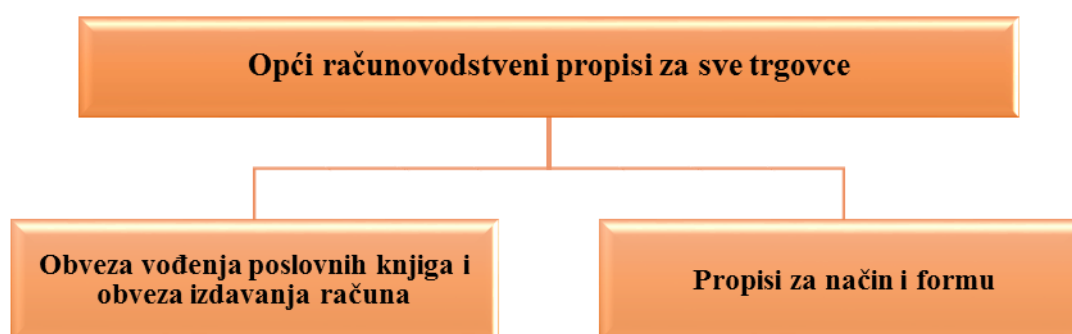 Opći računovodstveni propisi za sve trgovce
Obveza vođenja poslovnih knjiga i
obveza izdavanja računa
Propisi za način i formu